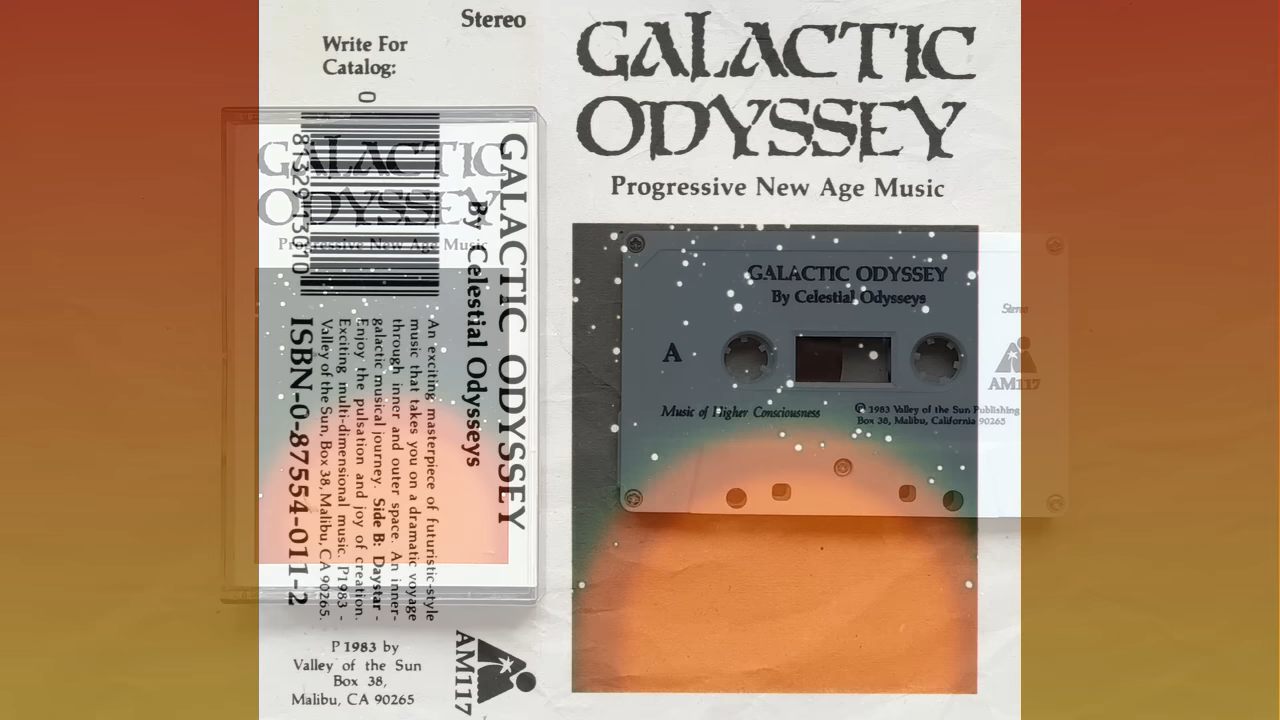 Stereo
Write For
Catalog:
0
81329 13010
ISBN-0-87554-011-2
GALACTIC ODYSSEY
By Celestial Odysseys
An exciting masterpiece of futuristic-style
music that takes you on a dramatic voyage
through inner and outer space. An inner-
galactic musical journey. Side B: Daystar -
Enjoy the pulsation and joy of creation.
Exciting multi-dimensional music. P1983 -
Valley of the Sun, Box 38, Malibu, CA 90265.
P 1983 by
Valley of the Sun
Box 38,
Malibu, CA 90265
AM117
GALACTIC
ODYSSEY
Progressive New Age Music
GALACTIC
ODYSSEY
Progressive New Age Music
GALACTIC ODYSSEY
By Celestial Odysseys
Stereo
A
AM117
Music of Higher Consciousness
℗ 1983 Valley of the Sun Publishing
Box 38, Malibu, California 90265